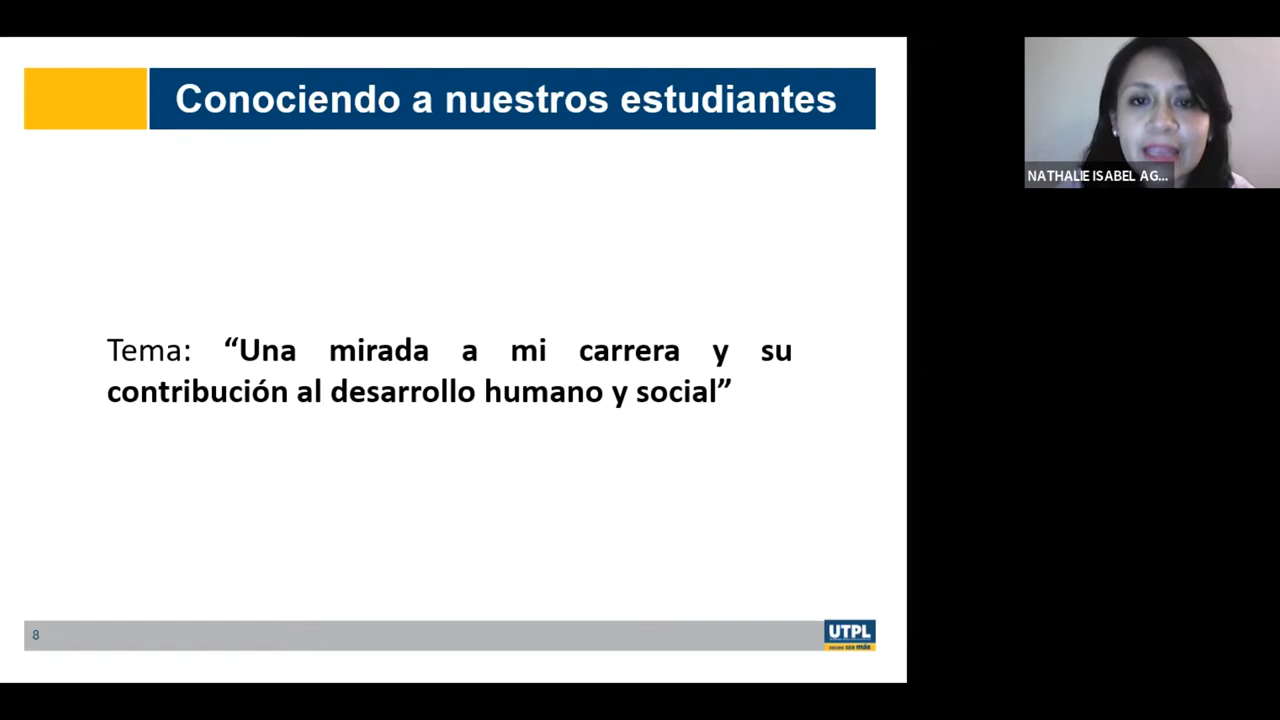 Conociendo a nuestros estudiantes
NATHALIE ISABEL AG...
Tema: “Una mirada a mi carrera y su
contribución al desarrollo humano y social”
8
UTPL